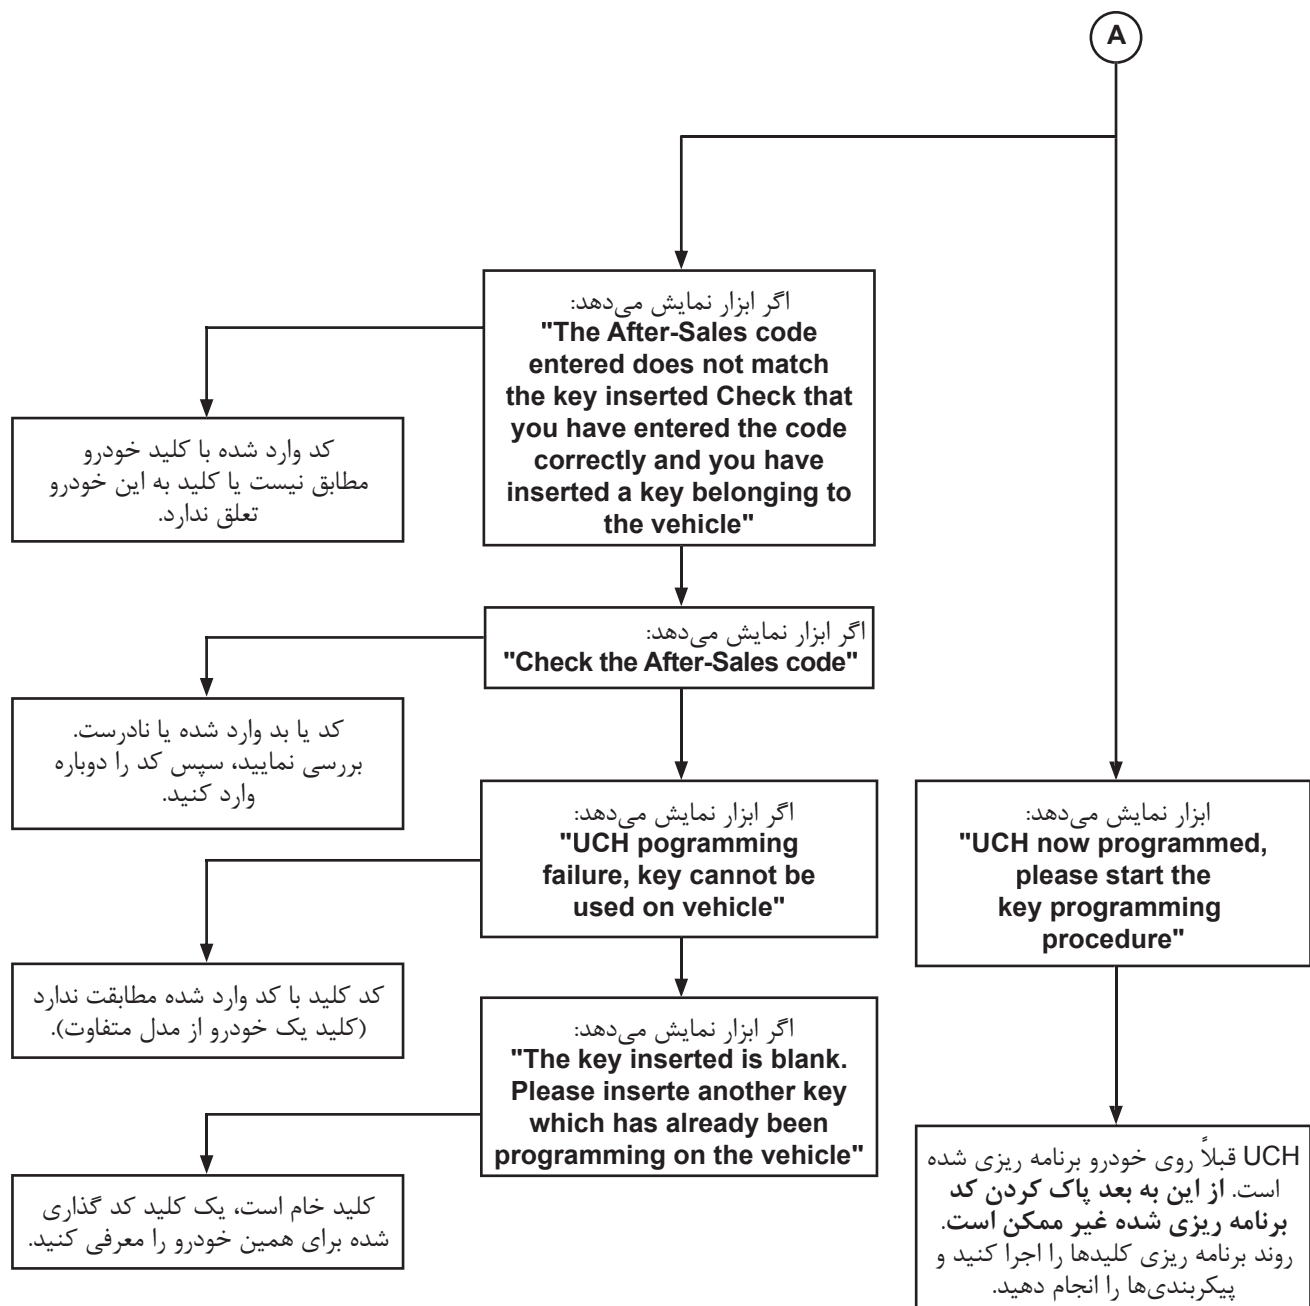 A
اگر ابزار نمایش می‌دهد:
"The After-Sales code
entered does not match
the key inserted Check that
you have entered the code
correctly and you have
inserted a key belonging to
the vehicle"
کد وارد شده با کلید خودرو
مطابق نیست یا کلید به این خودرو
تعلق ندارد.
اگر ابزار نمایش می‌دهد:
"Check the After-Sales code"
کد یا بد وارد شده یا نادرست.
بررسی نمایید، سپس کد را دوباره
وارد کنید.
اگر ابزار نمایش می‌دهد:
"UCH pogramming
failure, key cannot be
used on vehicle"
کد کلید با کد وارد شده مطابقت ندارد
(کلید یک خودرو از مدل متفاوت).
اگر ابزار نمایش می‌دهد:
"The key inserted is blank.
Please inserte another key
which has already been
programming on the vehicle"
کلید خام است، یک کلید کد گذاری
شده برای همین خودرو را معرفی کنید.
ابزار نمایش می‌دهد:
"UCH now programmed,
please start the
key programming
procedure"
UCH قبلاً روی خودرو برنامه ریزی شده
است. از این به بعد پاک کردن کد
برنامه ریزی شده غیر ممکن است.
روند برنامه ریزی کلیدها را اجرا کنید و
پیکربندی‌ها را انجام دهید.